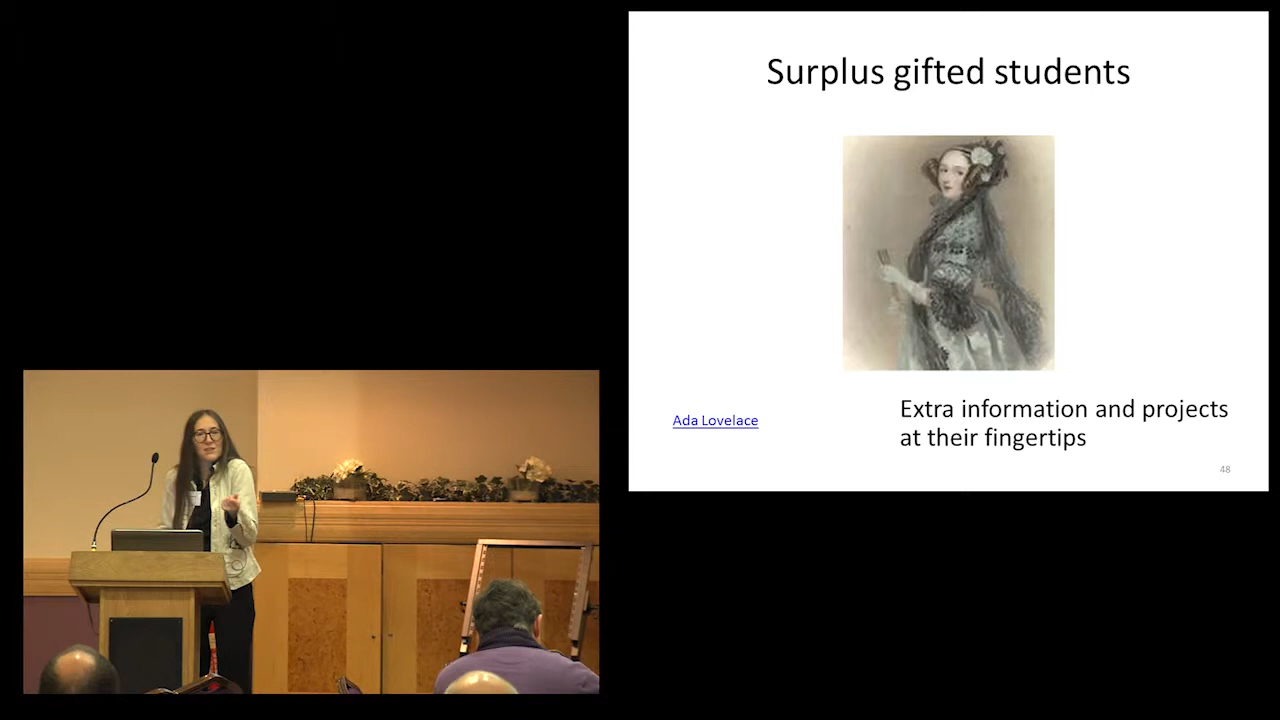 Surplus gifted students
Ada Lovelace
Extra information and projects
at their fingertips
48